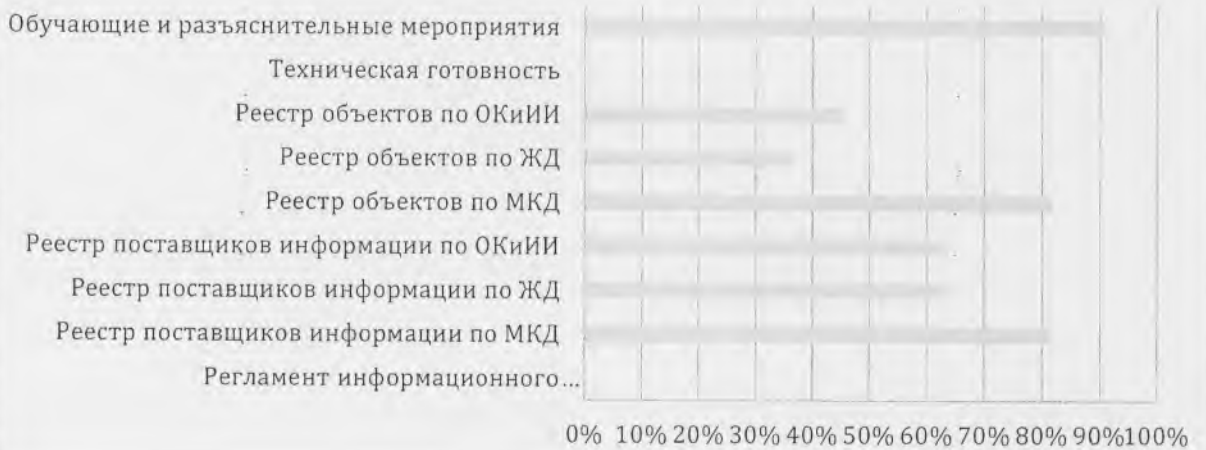 Обучающие и разъяснительные мероприятия
Техническая готовность
Реестр объектов по ОКиИИ
Реестр объектов по ЖД
Реестр объектов по МКД
Реестр поставщиков информации по ОКиИИ
Реестр поставщиков информации по ЖД
Реестр поставщиков информации по МКД
Регламент информационного...
0% 10% 20% 30% 40% 50% 60% 70% 80% 90% 100%